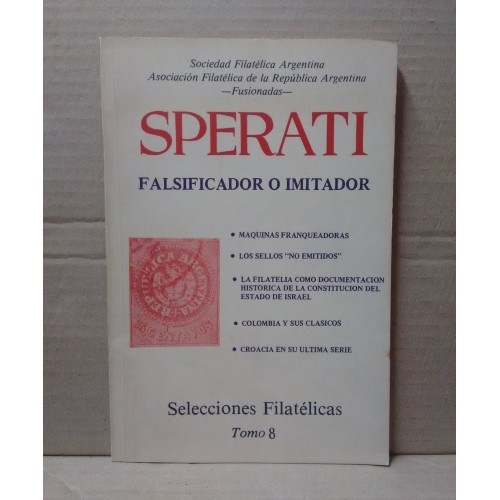 Sociedad Filatélica Argentina
Asociación Filatélica de la República Argentina
—Fusionadas—
SPERATI
FALSIFICADOR O IMITADOR
• MAQUINAS FRANQUEADORAS
• LOS SELLOS "NO EMITIDOS"
• LA FILATELIA COMO DOCUMENTACION
HISTORICA DE LA CONSTITUCION DEL
ESTADO DE ISRAEL
• COLOMBIA Y SUS CLASICOS
• CROACIA EN SU ULTIMA SERIE
REPUBLICA ARGENTINA
Selecciones Filatélicas
Tomo 8